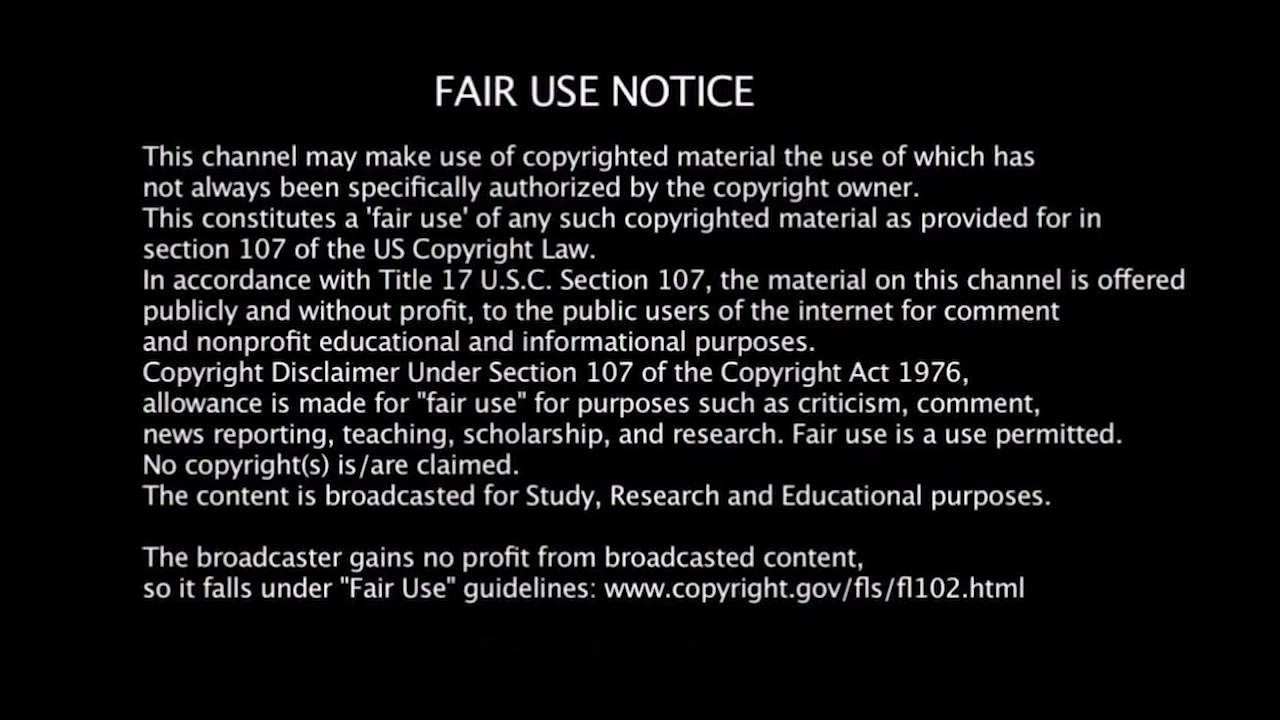 FAIR USE NOTICE
This channel may make use of copyrighted material the use of which has
not always been specifically authorized by the copyright owner.
This constitutes a 'fair use' of any such copyrighted material as provided for in
section 107 of the US Copyright Law.
In accordance with Title 17 U.S.C. Section 107, the material on this channel is offered
publicly and without profit, to the public users of the internet for comment
and nonprofit educational and informational purposes.
Copyright Disclaimer Under Section 107 of the Copyright Act 1976,
allowance is made for "fair use" for purposes such as criticism, comment,
news reporting, teaching, scholarship, and research. Fair use is a use permitted.
No copyright(s) is/are claimed.
The content is broadcasted for Study, Research and Educational purposes.
The broadcaster gains no profit from broadcasted content,
so it falls under "Fair Use" guidelines: www.copyright.gov/fls/fl102.html